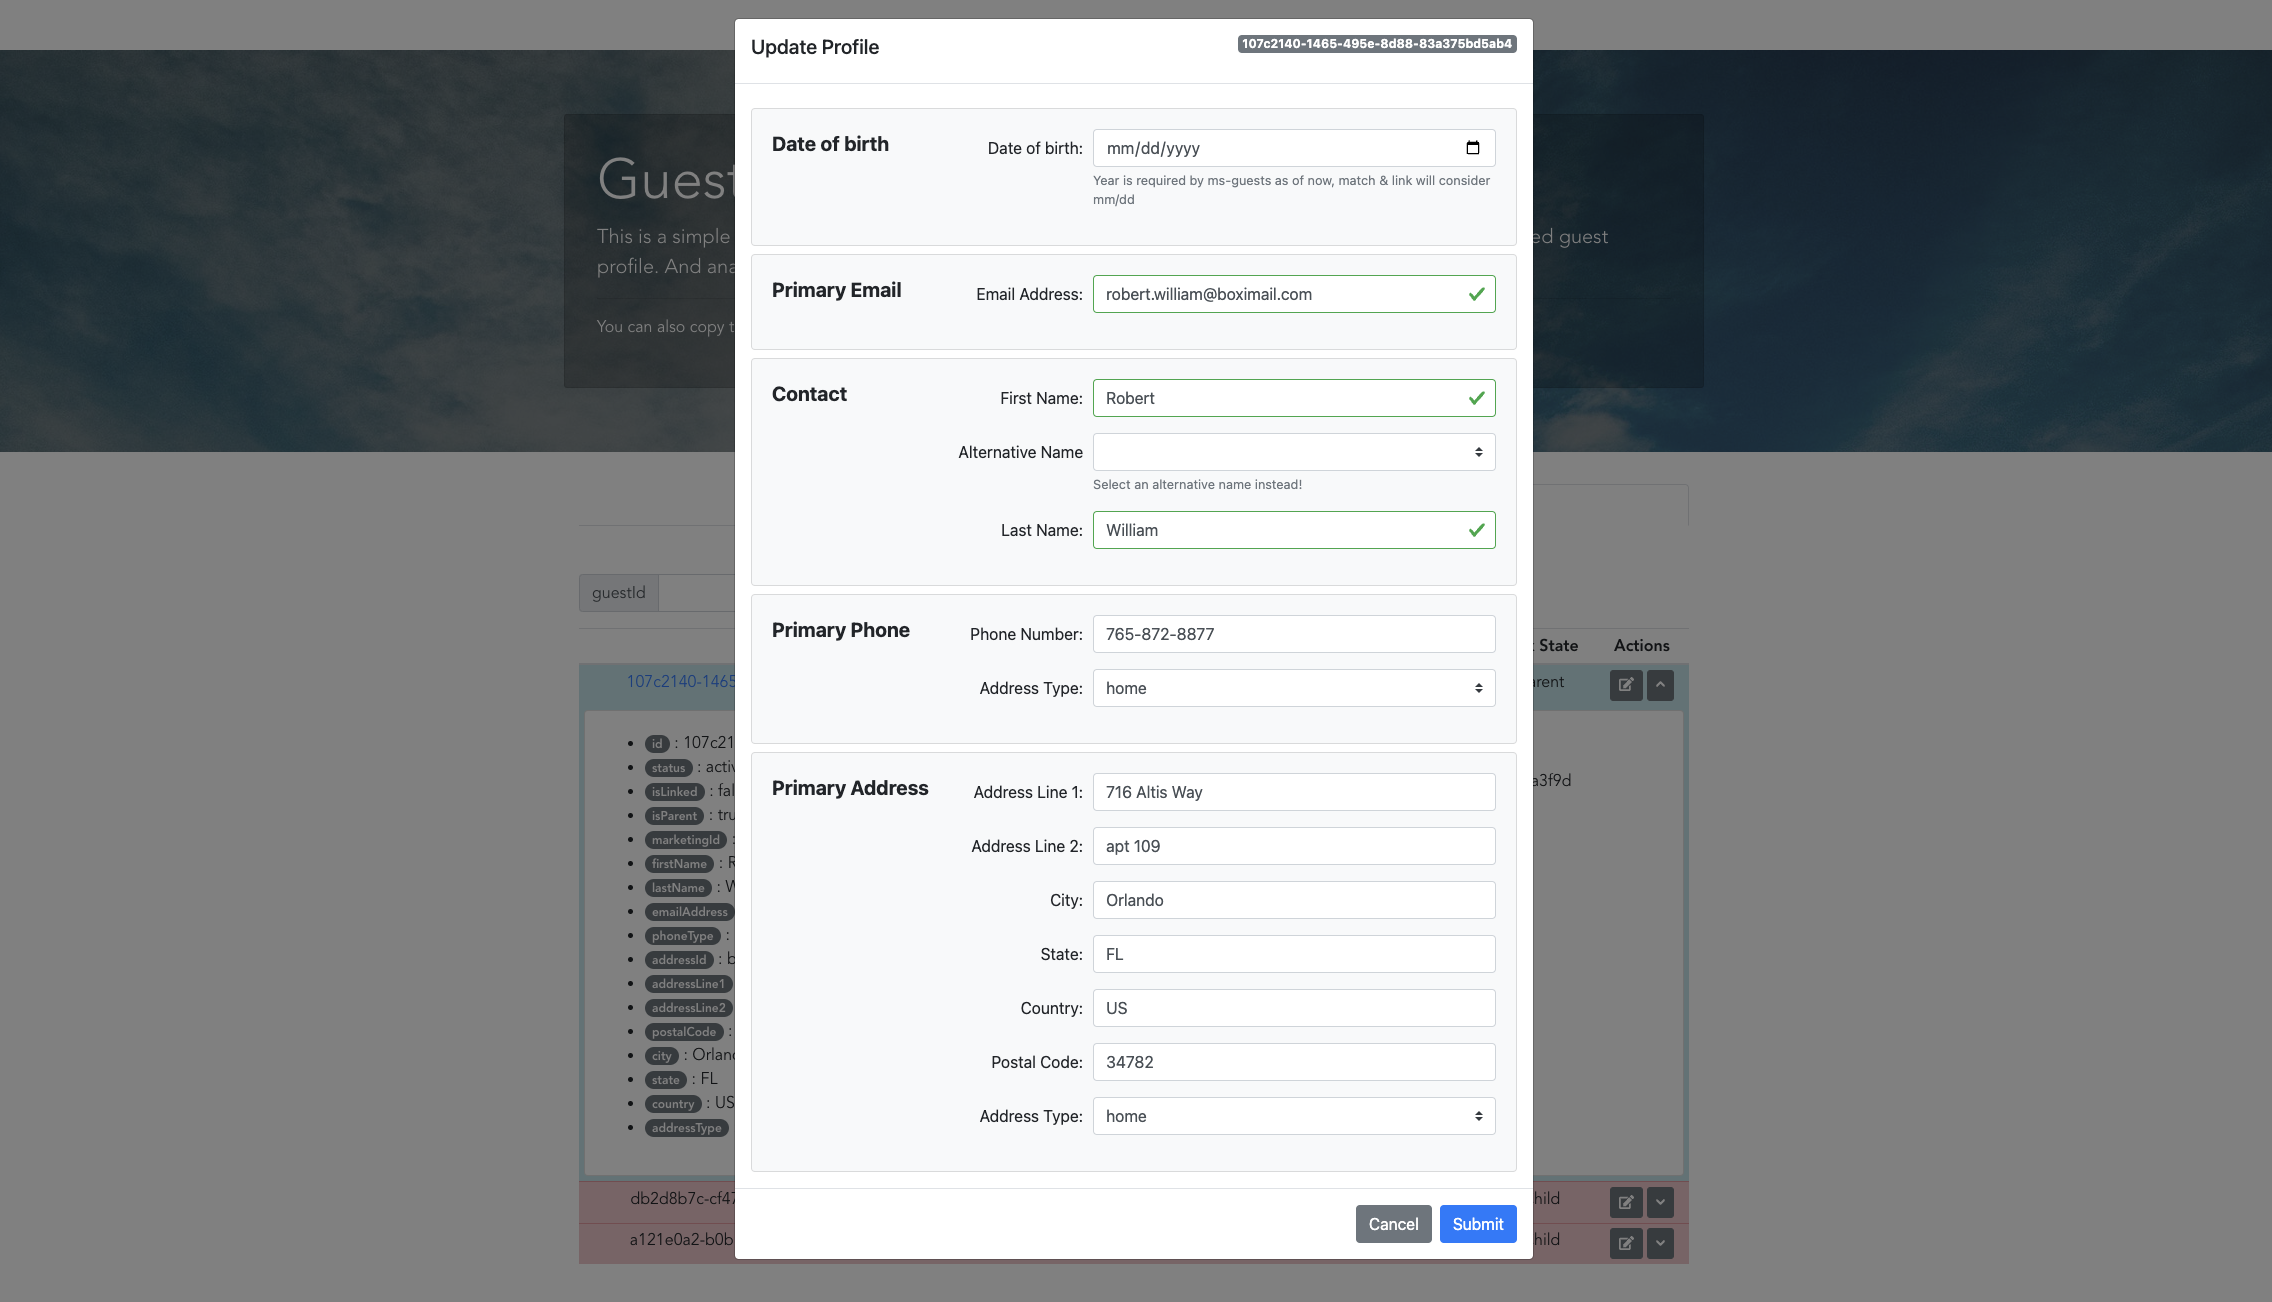 Update Profile
107c2140-1465-495e-8d88-83a375bd5ab4
Date of birth
Date of birth:
mm/dd/yyyy
Year is required by ms-guests as of now, match & link will consider
mm/dd
Primary Email
Email Address:
robert.william@boximail.com
Contact
First Name:
Robert
Alternative Name
Select an alternative name instead!
Last Name:
William
Primary Phone
Phone Number:
765-872-8877
Address Type:
home
Primary Address
Address Line 1:
716 Altis Way
Address Line 2:
apt 109
City:
Orlando
State:
FL
Country:
US
Postal Code:
34782
Address Type:
home
Cancel
Submit
Guest
This is a simple
ed guest
profile. And ana
You can also copy t
guestId
State
Actions
107c2140-1465
arent
id : 107c21
status : activ
isLinked : fal
a3f9d
isParent : tru
marketingId :
firstName : R
lastName : W
emailAddress
phoneType :
addressId : b
addressLine1
addressLine2
postalCode :
city : Orland
state : FL
country : US
addressType
db2d8b7c-cf47
hild
a121e0a2-b0b
hild